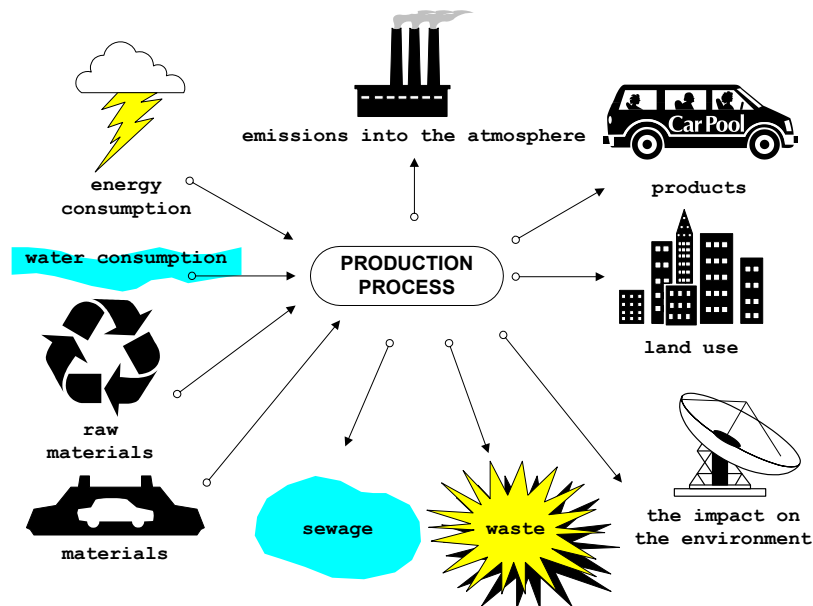 emissions into the atmosphere
Car Pool
energy
consumption
products
water consumption
PRODUCTION
PROCESS
land use
raw
materials
materials
sewage
waste
the impact on
the environment